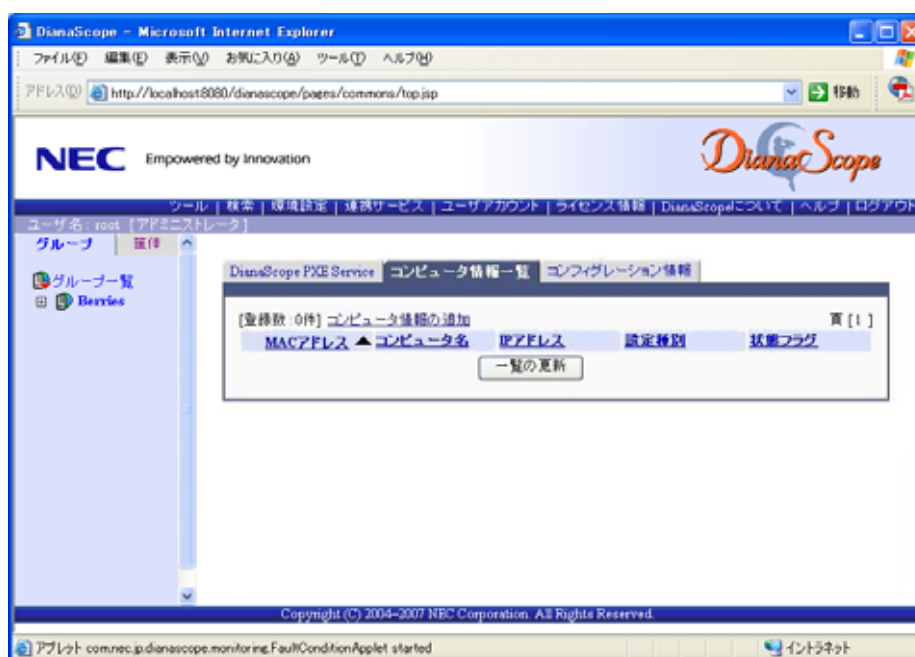 DianaScope - Microsoft Internet Explorer
ファイル(F) 編集(E) 表示(V) お気に入り(A) ツール(T) ヘルプ(H)
アドレス(D) http://localhost:8080/dianascope/pages/commons/top.jsp 移動
NEC Empowered by Innovation DianaScope
ツール | 検索 | 環境設定 | 連携サービス | ユーザアカウント | ライセンス情報 | DianaScopeについて | ヘルプ | ログアウト
ユーザ名 : root [アドミニストレータ]
グループ 筐体
グループ一覧
Berries
DianaScope PXE Service コンピュータ情報一覧 コンフィグレーション情報
[登録数 : 0件] コンピュータ情報の追加 頁 [1 ]
MACアドレス ▲ コンピュータ名 IPアドレス 設定種別 状態フラグ
一覧の更新
Copyright (C) 2004-2007 NEC Corporation. All Rights Reserved.
アプレット com.nec.jp.dianascope.monitoring.FaultConditionApplet started イントラネット